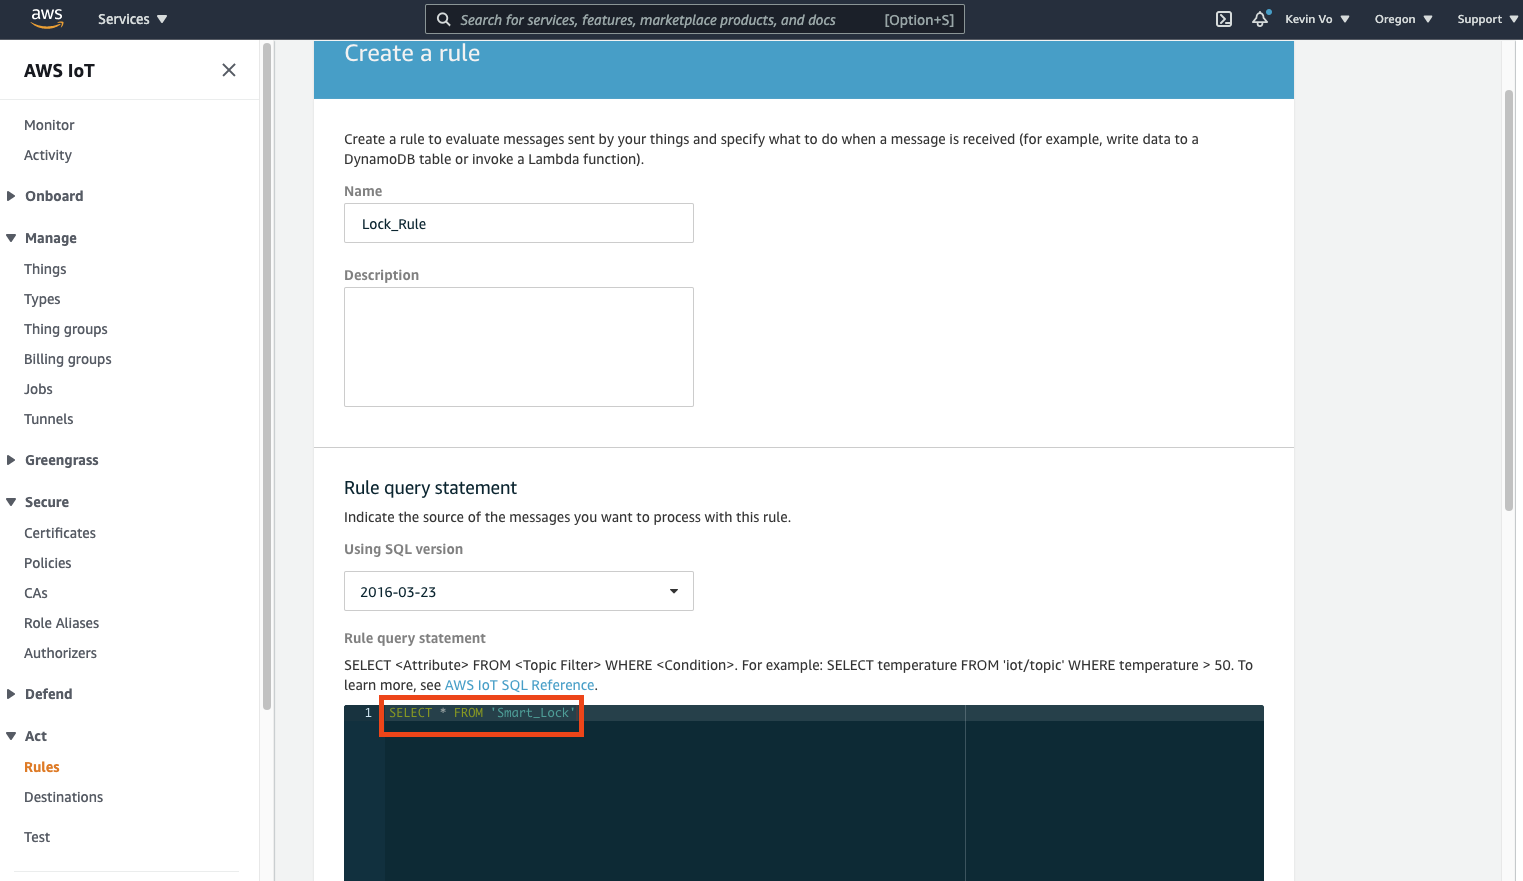 aws Services Search for services, features, marketplace products, and docs [Option+S] Kevin Vo Oregon Support
AWS IoT
Monitor
Activity
Onboard
Manage
Things
Types
Thing groups
Billing groups
Jobs
Tunnels
Greengrass
Secure
Certificates
Policies
CAs
Role Aliases
Authorizers
Defend
Act
Rules
Destinations
Test
Create a rule
Create a rule to evaluate messages sent by your things and specify what to do when a message is received (for example, write data to a
DynamoDB table or invoke a Lambda function).
Name
Lock_Rule
Description
Rule query statement
Indicate the source of the messages you want to process with this rule.
Using SQL version
2016-03-23
Rule query statement
SELECT <Attribute> FROM <Topic Filter> WHERE <Condition>. For example: SELECT temperature FROM 'iot/topic' WHERE temperature > 50. To
learn more, see AWS IoT SQL Reference.
1 SELECT * FROM 'Smart_Lock'